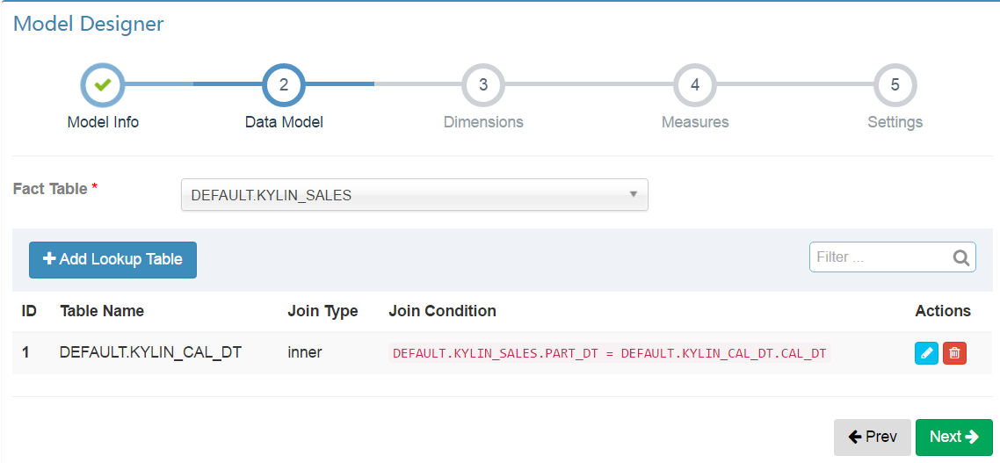 Model Designer
2 3 4 5
Model Info Data Model Dimensions Measures Settings
Fact Table * DEFAULT.KYLIN_SALES
Add Lookup Table Filter ...
ID Table Name Join Type Join Condition Actions
1 DEFAULT.KYLIN_CAL_DT inner DEFAULT.KYLIN_SALES.PART_DT = DEFAULT.KYLIN_CAL_DT.CAL_DT
Prev Next